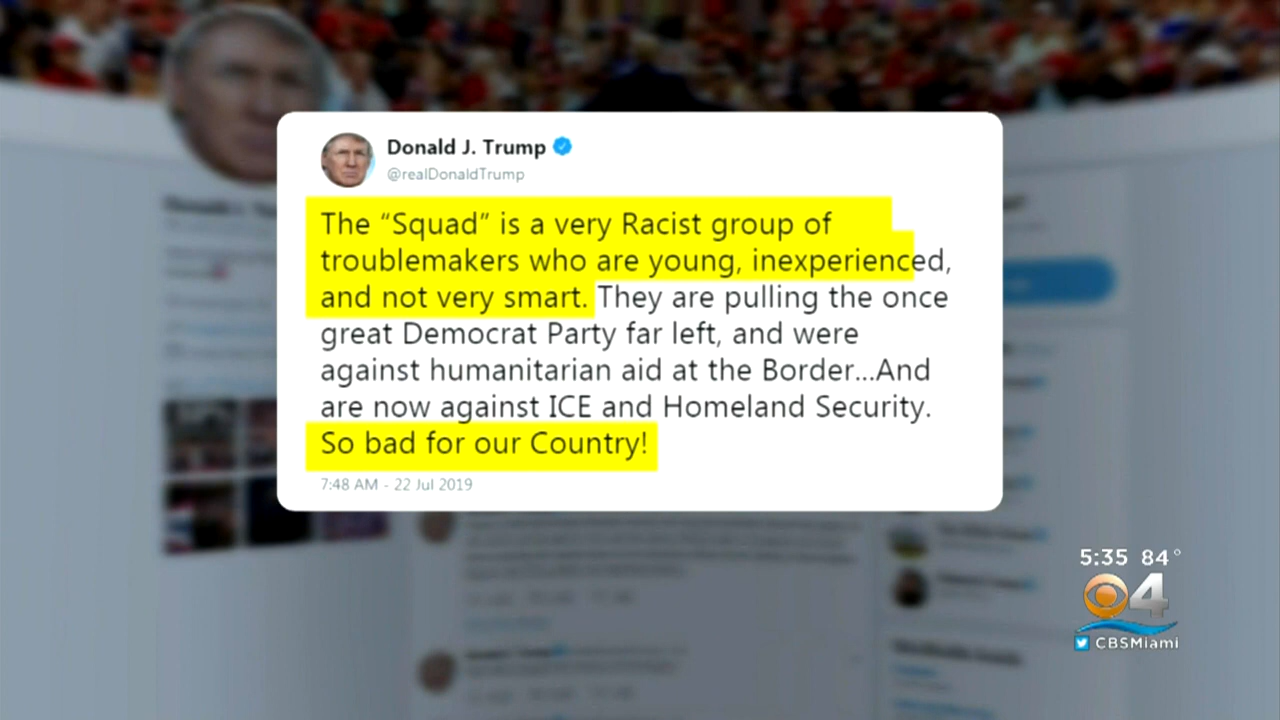 Donald J. Trump
@realDonaldTrump
The “Squad” is a very Racist group of
troublemakers who are young, inexperienced,
and not very smart. They are pulling the once
great Democrat Party far left, and were
against humanitarian aid at the Border...And
are now against ICE and Homeland Security.
So bad for our Country!
7:48 AM - 22 Jul 2019
5:35 84°
4
CBSMiami